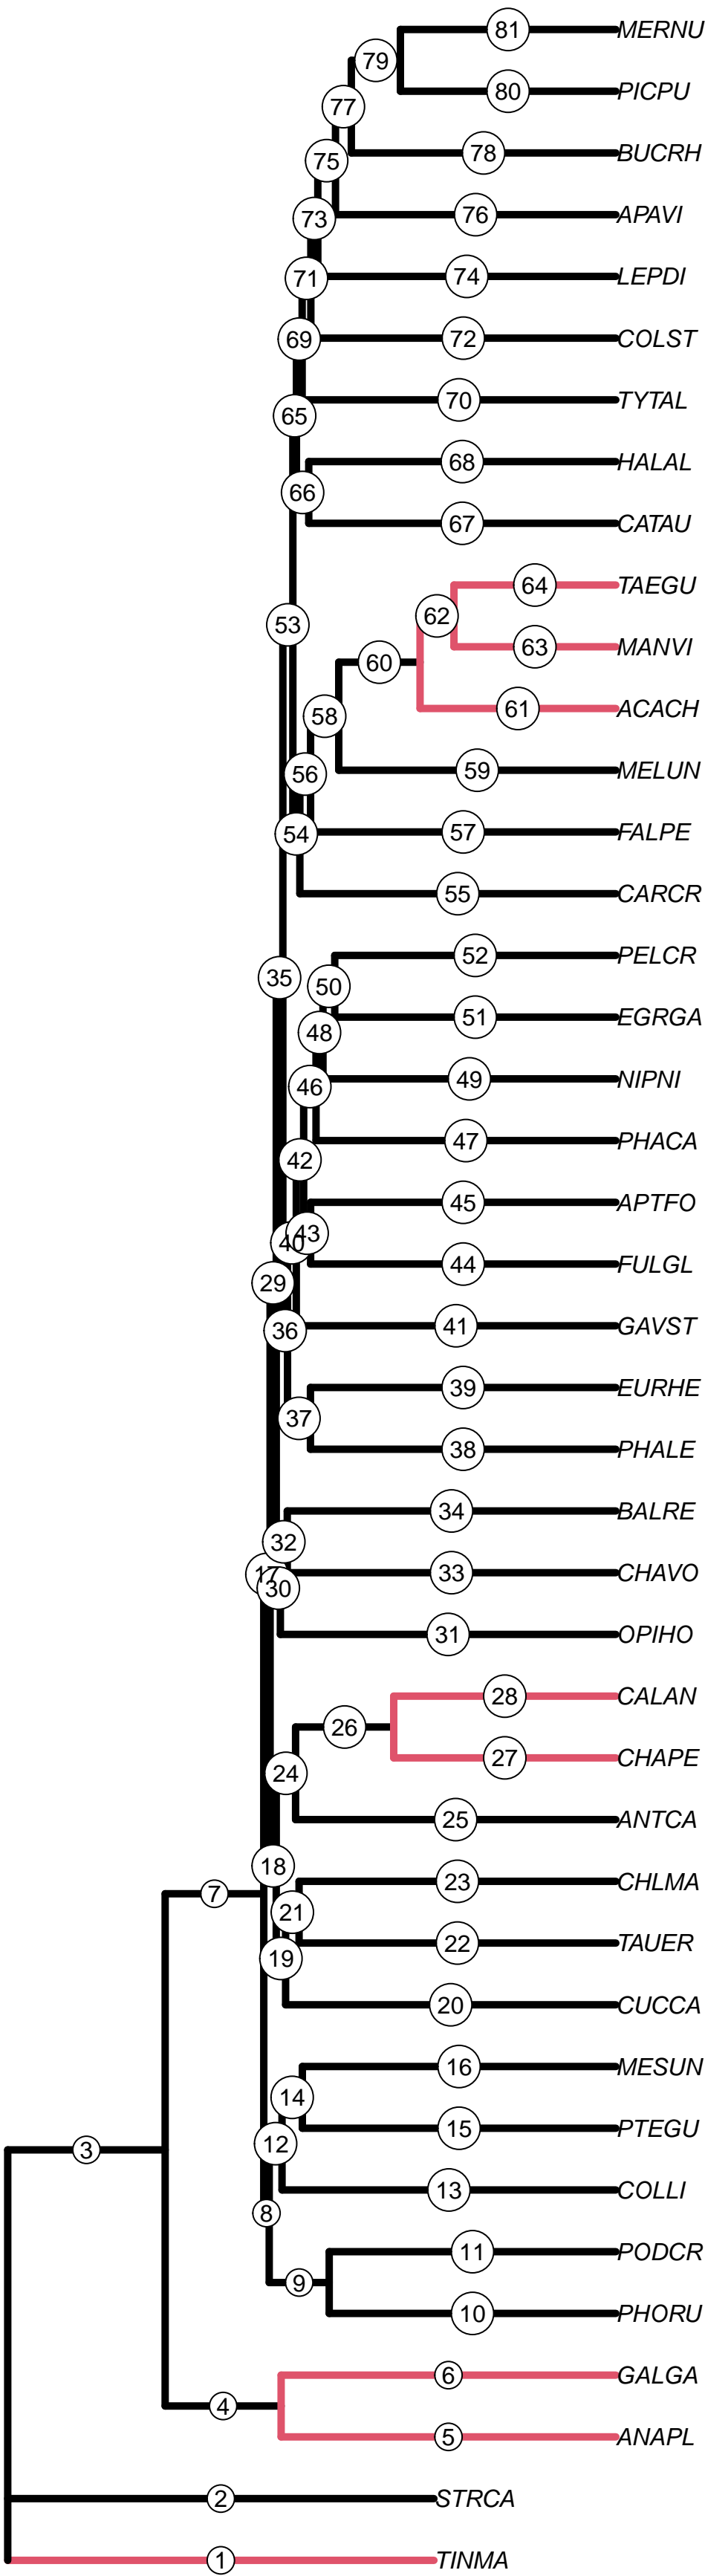 81 MERNU
79
80 PICPU
77
78 BUCRH
75
76 APAVI
73
74 LEPDI
71
72 COLST
69
70 TYTAL
65
68 HALAL
66
67 CATAU
64 TAEGU
62
53
63 MANVI
60
61 ACACH
58
59 MELUN
56
57 FALPE
54
55 CARCR
52 PELCR
35
50
51 EGRGA
48
49 NIPNI
46
47 PHACA
42
45 APTFO
43
40
44 FULGL
29
41 GAVST
36
39 EURHE
37
38 PHALE
34 BALRE
32
33 CHAVO
17
30
31 OPIHO
28 CALAN
26
27 CHAPE
24
25 ANTCA
18
23 CHLMA
7
21
22 TAUER
19
20 CUCCA
16 MESUN
14
15 PTEGU
12
3
13 COLLI
8
11 PODCR
9
10 PHORU
6 GALGA
4
5 ANAPL
2 STRCA
1 TINMA